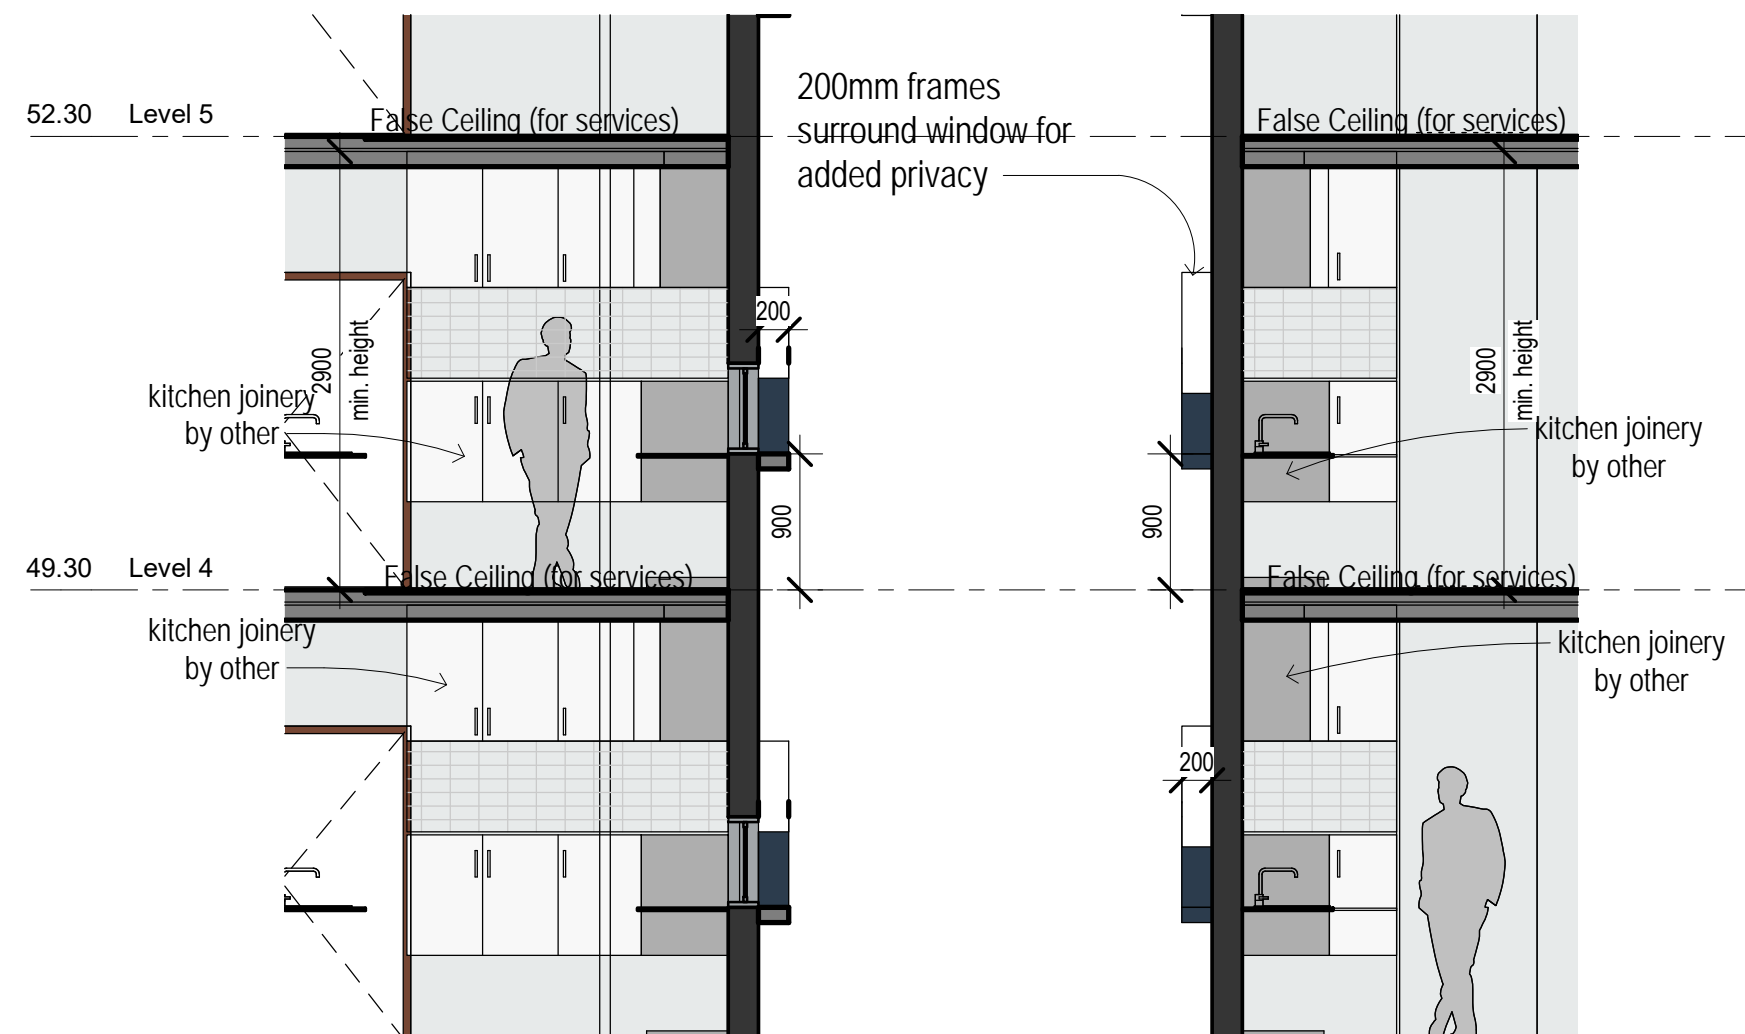 200mm frames
surround window for
added privacy
52.30 Level 5
False Ceiling (for services)
False Ceiling (for services)
200
2900
min. height
2900
min. height
kitchen joinery
by other
kitchen joinery
by other
900
900
49.30 Level 4
False Ceiling (for services)
False Ceiling (for services)
kitchen joinery
by other
kitchen joinery
by other
200